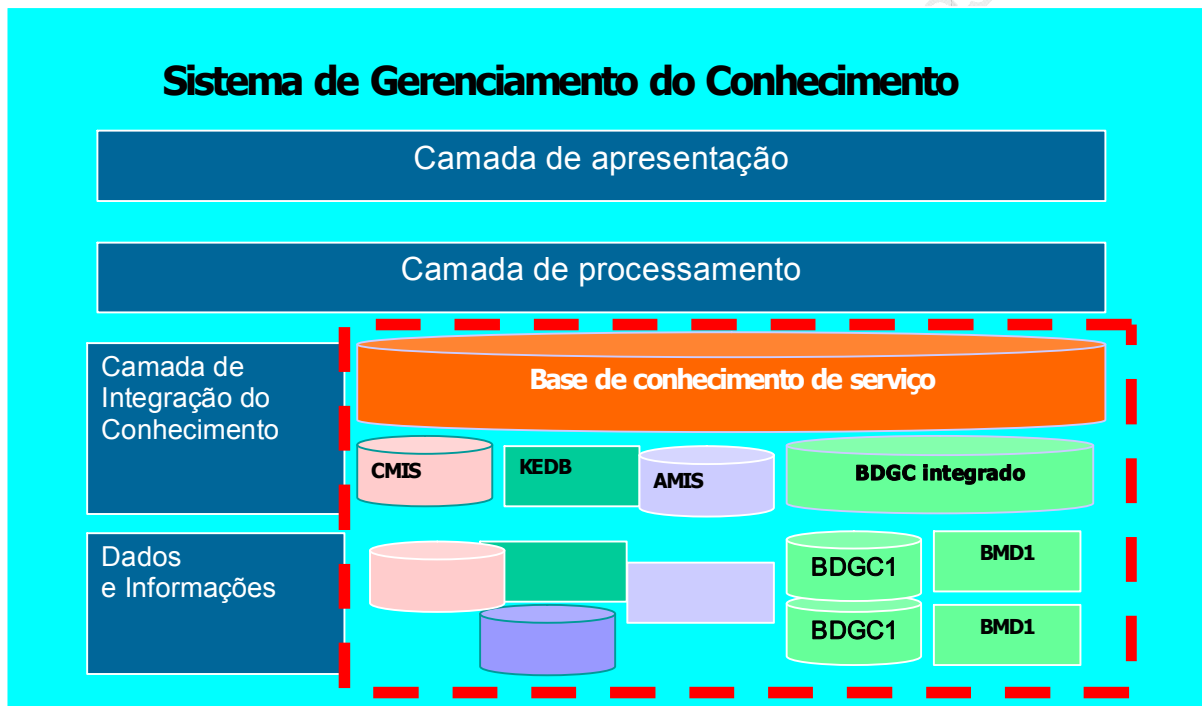 Sistema de Gerenciamento do Conhecimento
Camada de apresentação
Camada de processamento
Camada de
Integração do
Conhecimento
Base de conhecimento de serviço
CMIS
KEDB
AMIS
BDGC integrado
Dados
e Informações
BDGC1
BMD1
BDGC1
BMD1